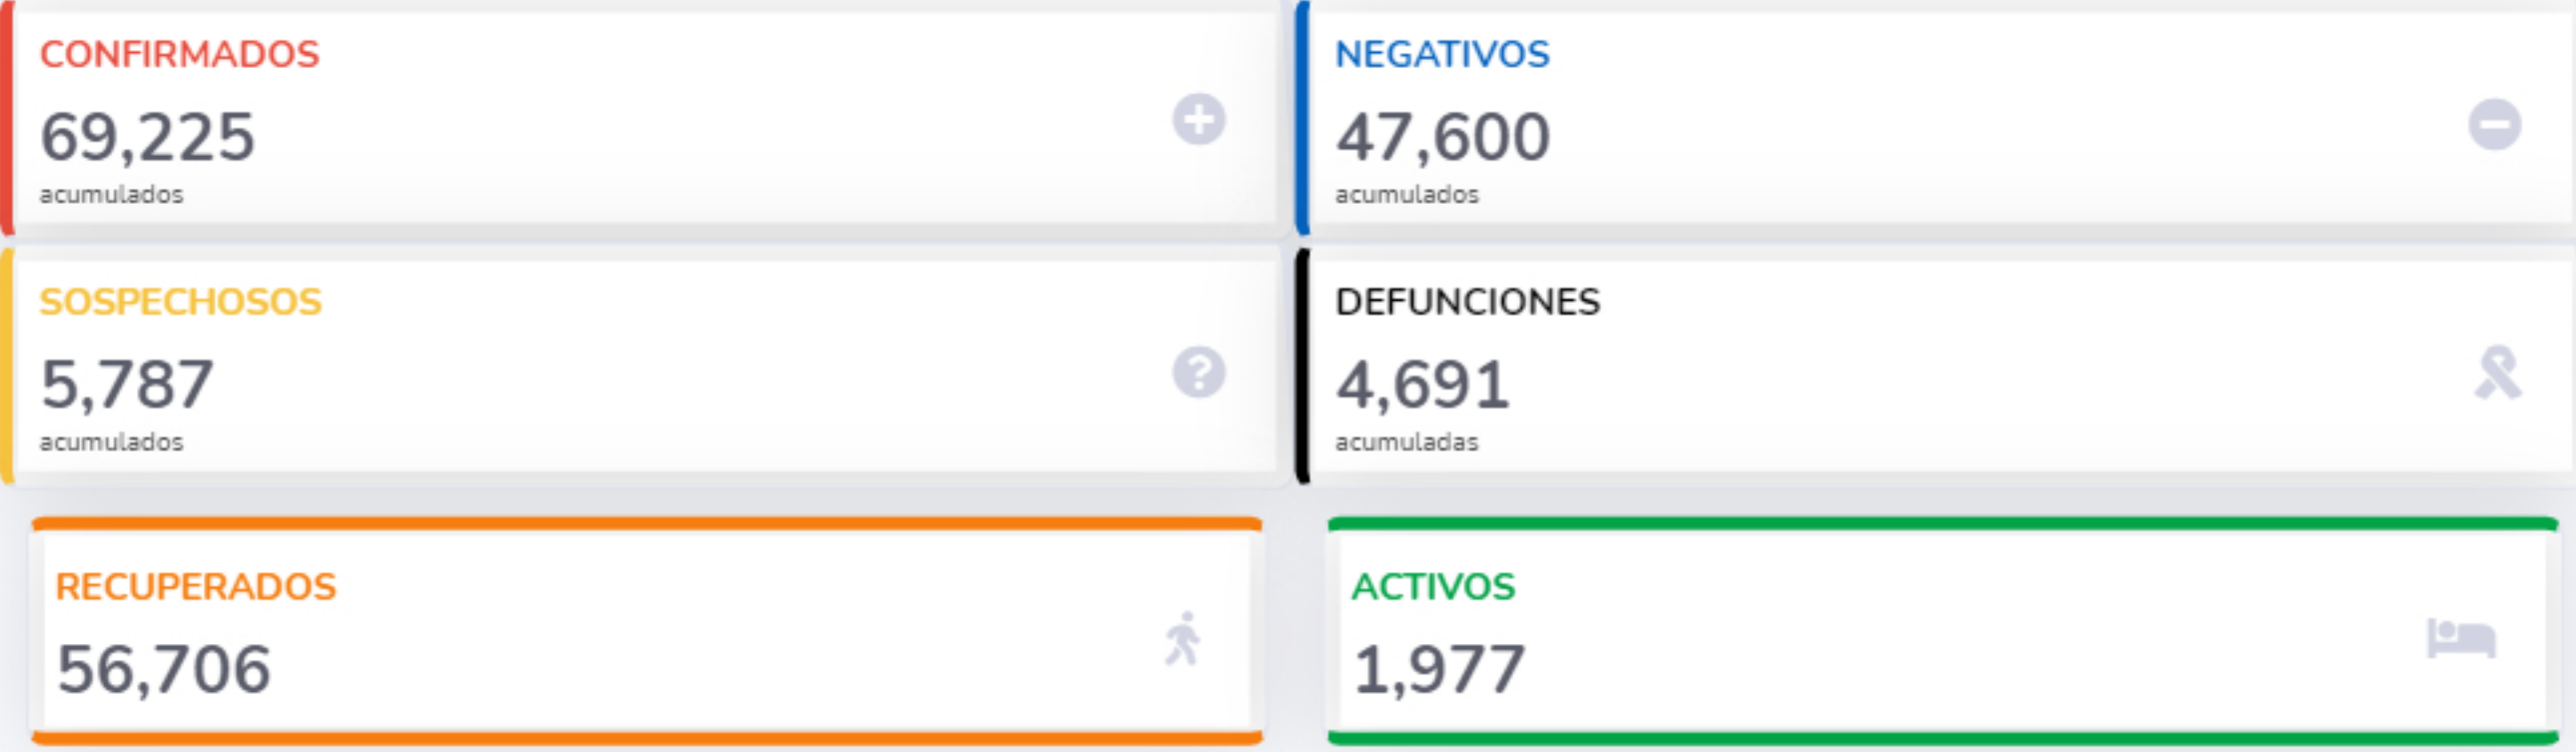 CONFIRMADOS
69,225
acumulados
NEGATIVOS
47,600
acumulados
SOSPECHOSOS
5,787
acumulados
DEFUNCIONES
4,691
acumuladas
RECUPERADOS
56,706
ACTIVOS
1,977